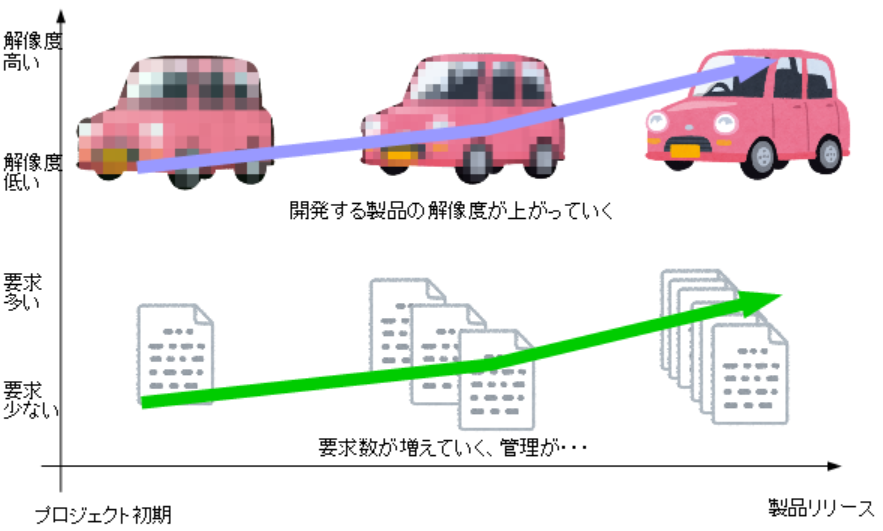 解像度
高い
解像度
低い
開発する製品の解像度が上がっていく
要求
多い
要求
少ない
要求数が増えていく、管理が・・・
プロジェクト初期
製品リリース